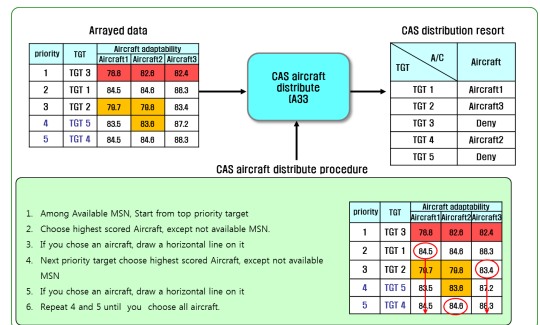 Arrayed data
CAS distribution resort
priority TGT Aircraft adaptability
Aircraft1 Aircraft2 Aircraft3
1 TGT 3 78.8 82.6 82.4
2 TGT 1 84.5 84.6 88.3
3 TGT 2 79.7 79.8 83.4
4 TGT 5 83.5 83.6 87.2
5 TGT 4 84.5 84.6 88.3
CAS aircraft
distribute
(A33
A/C
TGT
Aircraft
TGT 1 Aircraft1
TGT 2 Aircraft3
TGT 3 Deny
TGT 4 Aircraft2
TGT 5 Deny
CAS aircraft distribute procedure
1. Among Available MSN, Start from top priority target
2. Choose highest scored Aircraft, except not available MSN.
3. If you chose an aircraft, draw a horizontal line on it
4. Next priority target choose highest scored Aircraft, except not available
MSN
5. If you chose an aircraft, draw a horizontal line on it
6. Repeat 4 and 5 until you choose all aircraft.
priority TGT Aircraft adaptability
Aircraft1 Aircraft2 Aircraft3
1 TGT 3 78.8 82.6 82.4
2 TGT 1 84.5 84.6 88.3
3 TGT 2 79.7 79.8 83.4
4 TGT 5 83.5 83.6 87.2
5 TGT 4 84.5 84.6 88.3